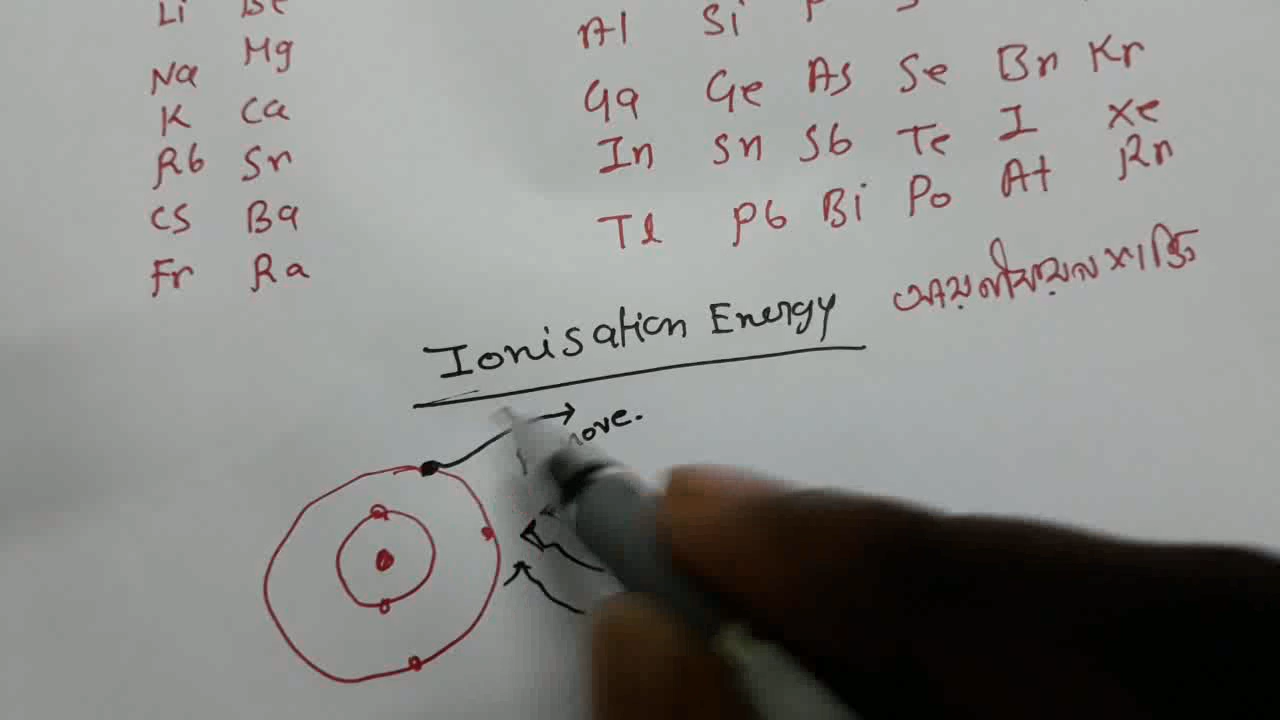 Li Be
Al Si P S
Na Mg
Ga Ge As Se Br Kr
K Ca
In Sn Sb Te I Xe
Rb Sr
Tl Pb Bi Po At Rn
Cs Ba
Fr Ra
Ionisation Energy